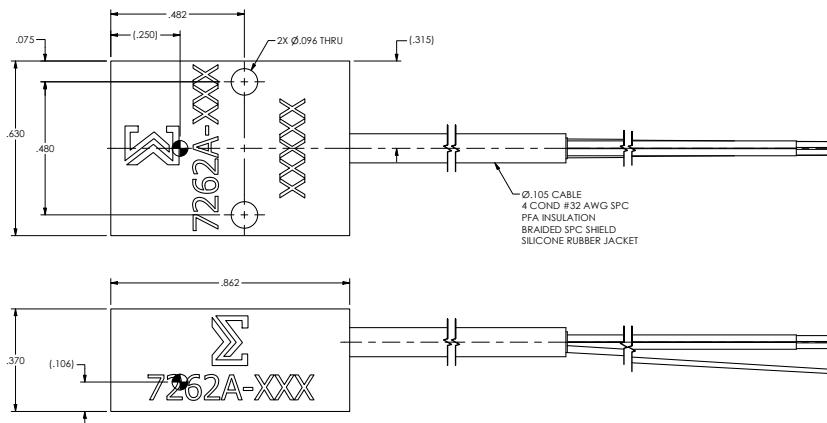 .482
(.250)
.075
2X Ø.096 THRU
(.315)
.630
.480
7262A-XXX
XXXX
Ø.105 CABLE
4 COND #32 AWG SPC
PFA INSULATION
BRAIDED SPC SHIELD
SILICONE RUBBER JACKET
.862
.370
(.106)
7262A-XXX